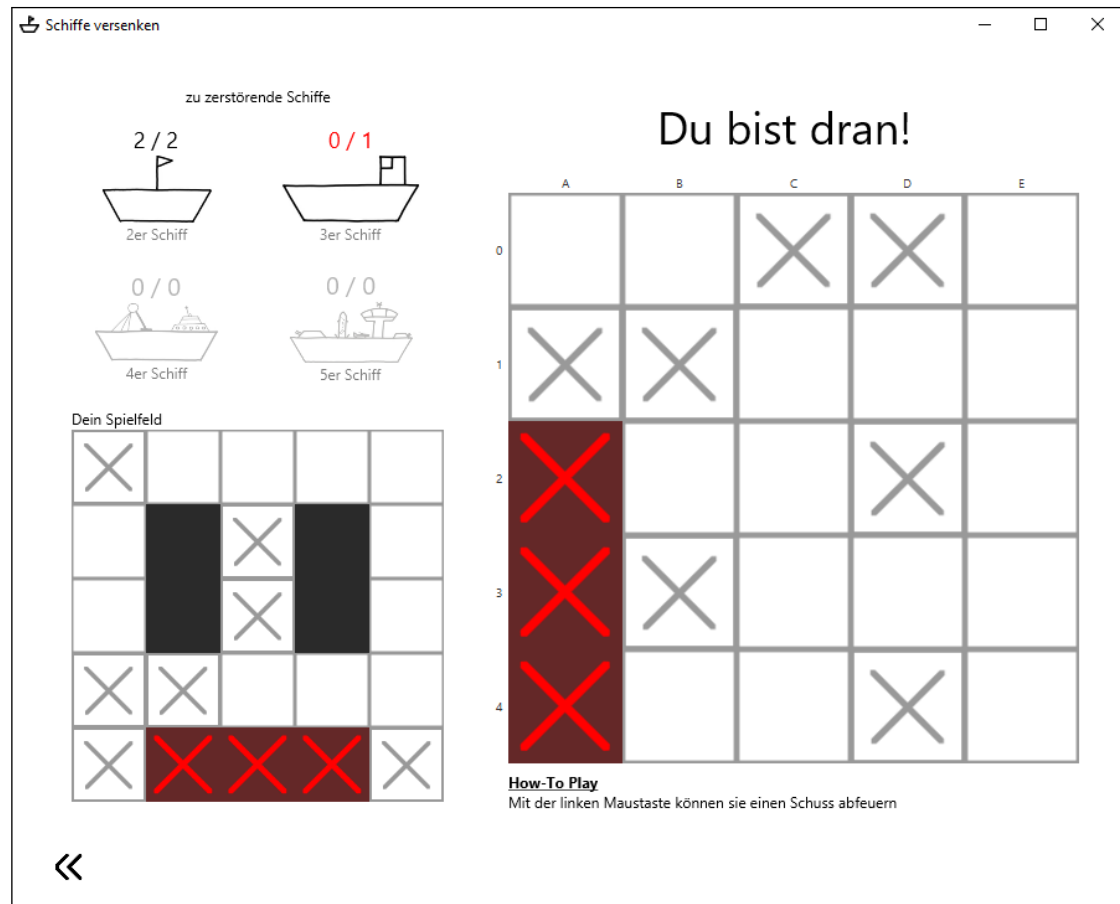 Schiffe versenken
zu zerstörende Schiffe
2 / 2
0 / 1
2er Schiff
3er Schiff
0 / 0
0 / 0
4er Schiff
5er Schiff
Dein Spielfeld
Du bist dran!
A B C D E
0
1
2
3
4
How-To Play
Mit der linken Maustaste können sie einen Schuss abfeuern